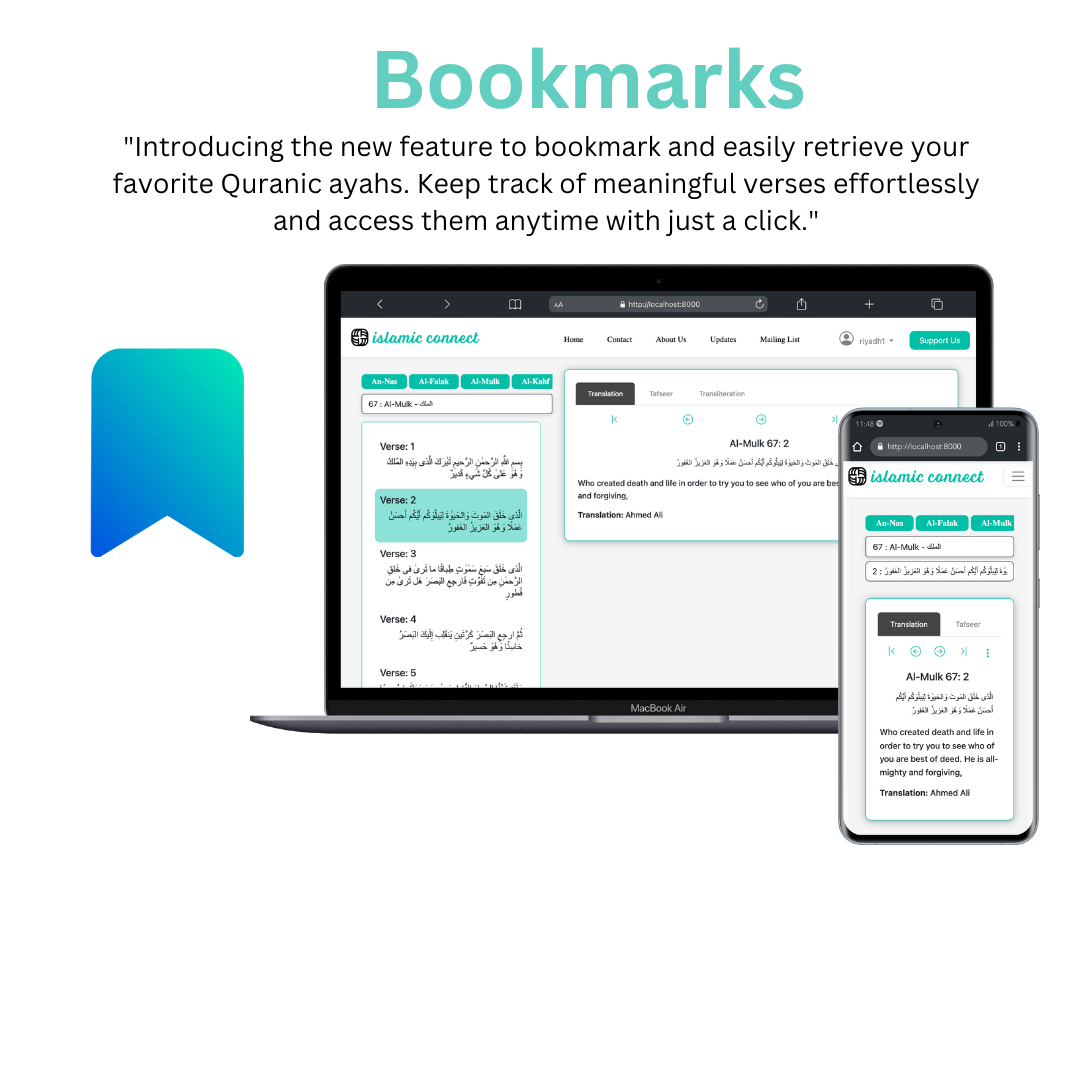 Bookmarks
"Introducing the new feature to bookmark and easily retrieve your
favorite Quranic ayahs. Keep track of meaningful verses effortlessly
and access them anytime with just a click."
AA http://localhost:8000
islamic connect Home Contact About Us Updates Mailing List riyadh1 Support Us
An-Nas Al-Falak Al-Mulk Al-Kahf
67 : Al-Mulk - الملك
Verse: 1
بِسمِ اللَّهِ الرَّحمٰنِ الرَّحيمِ تَبٰرَكَ الَّذى بِيَدِهِ المُلكُ
وَهُوَ عَلىٰ كُلِّ شَىءٍ قَديرٌ
Verse: 2
الَّذى خَلَقَ المَوتَ وَالحَيوٰةَ لِيَبلُوَكُم أَيُّكُم أَحسَنُ
عَمَلًا وَهُوَ العَزيزُ الغَفورُ
Verse: 3
الَّذى خَلَقَ سَبعَ سَمٰوٰتٍ طِباقًا ما تَرىٰ فى خَلقِ
الرَّحمٰنِ مِن تَفٰوُتٍ فَارجِعِ البَصَرَ هَل تَرىٰ مِن
فُطورٍ
Verse: 4
ثُمَّ ارجِعِ البَصَرَ كَرَّتَينِ يَنقَلِب إِلَيكَ البَصَرُ
خاسِئًا وَهُوَ حَسيرٌ
Verse: 5
Translation Tafseer Transliteration
Al-Mulk 67: 2
خَلَقَ المَوتَ وَالحَيوٰةَ لِيَبلُوَكُم أَيُّكُم أَحسَنُ عَمَلًا وَهُوَ العَزيزُ الغَفورُ
Who created death and life in order to try you to see who of you are bes
and forgiving,
Translation: Ahmed Ali
MacBook Air
11:48 100%
http://localhost:8000 1
islamic connect
An-Nas Al-Falak Al-Mulk
67 : Al-Mulk - الملك
2 : لِيَبلُوَكُم أَيُّكُم أَحسَنُ عَمَلًا وَهُوَ العَزيزُ الغَفورُ
Translation Tafseer
Al-Mulk 67: 2
الَّذى خَلَقَ المَوتَ وَالحَيوٰةَ لِيَبلُوَكُم أَيُّكُم
أَحسَنُ عَمَلًا وَهُوَ العَزيزُ الغَفورُ
Who created death and life in
order to try you to see who of
you are best of deed. He is all-
mighty and forgiving,
Translation: Ahmed Ali